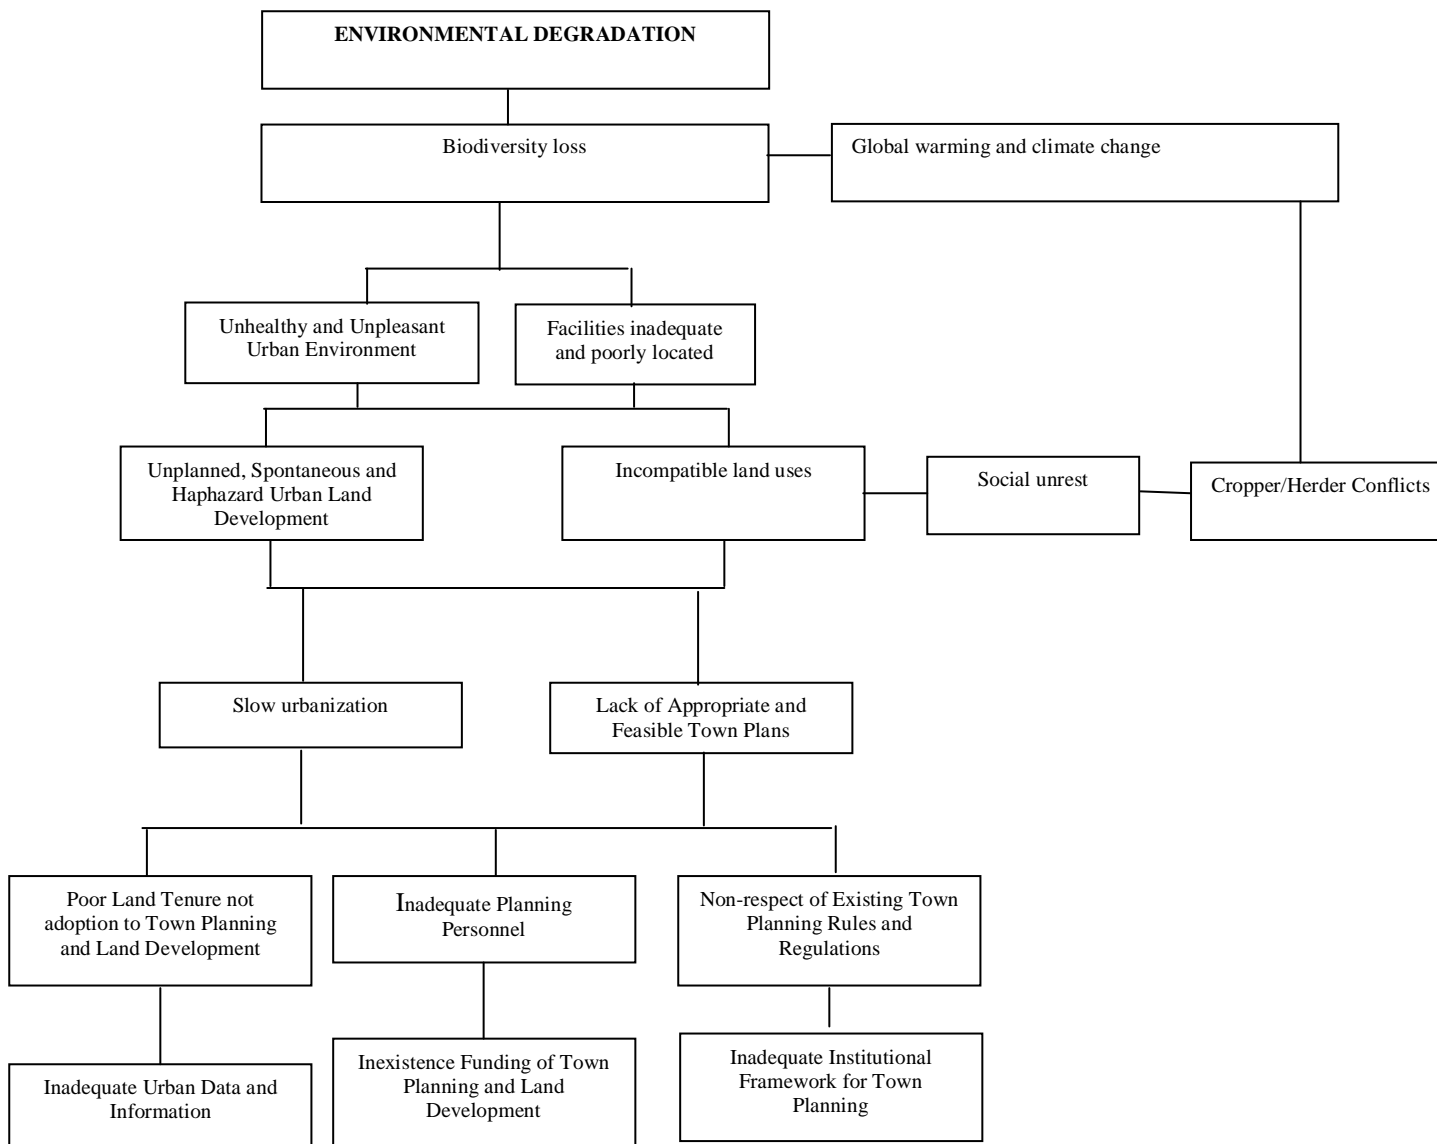 ENVIRONMENTAL DEGRADATION
Biodiversity loss
Global warming and climate change
Unhealthy and Unpleasant
Urban Environment
Facilities inadequate
and poorly located
Unplanned, Spontaneous and
Haphazard Urban Land
Development
Incompatible land uses
Social unrest
Cropper/Herder Conflicts
Slow urbanization
Lack of Appropriate and
Feasible Town Plans
Poor Land Tenure not
adoption to Town Planning
and Land Development
Inadequate Planning
Personnel
Non-respect of Existing Town
Planning Rules and
Regulations
Inadequate Urban Data and
Information
Inexistence Funding of Town
Planning and Land
Development
Inadequate Institutional
Framework for Town
Planning